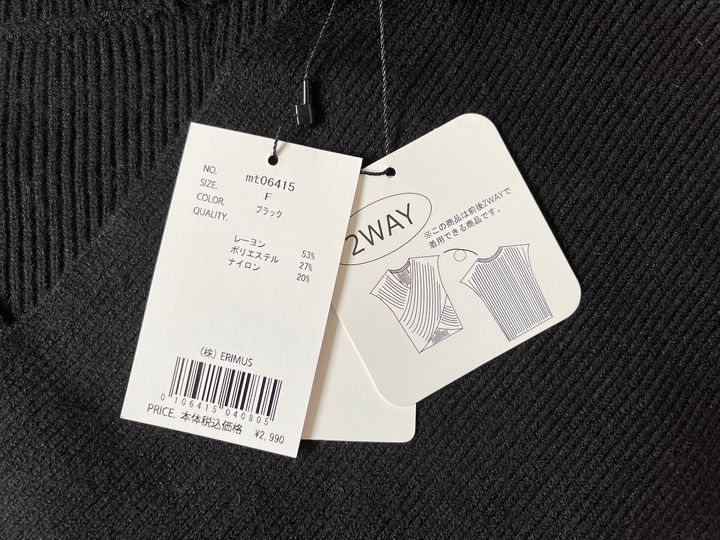 NO. mt06415
SIZE. F
COLOR. ブラック
QUALITY.
レーヨン 53%
ポリエステル 27%
ナイロン 20%
(株) ERIMUS
0 106415 040805
PRICE. 本体税込価格 ¥2,990
2WAY
※この商品は前後2WAYで
着用できる商品です。